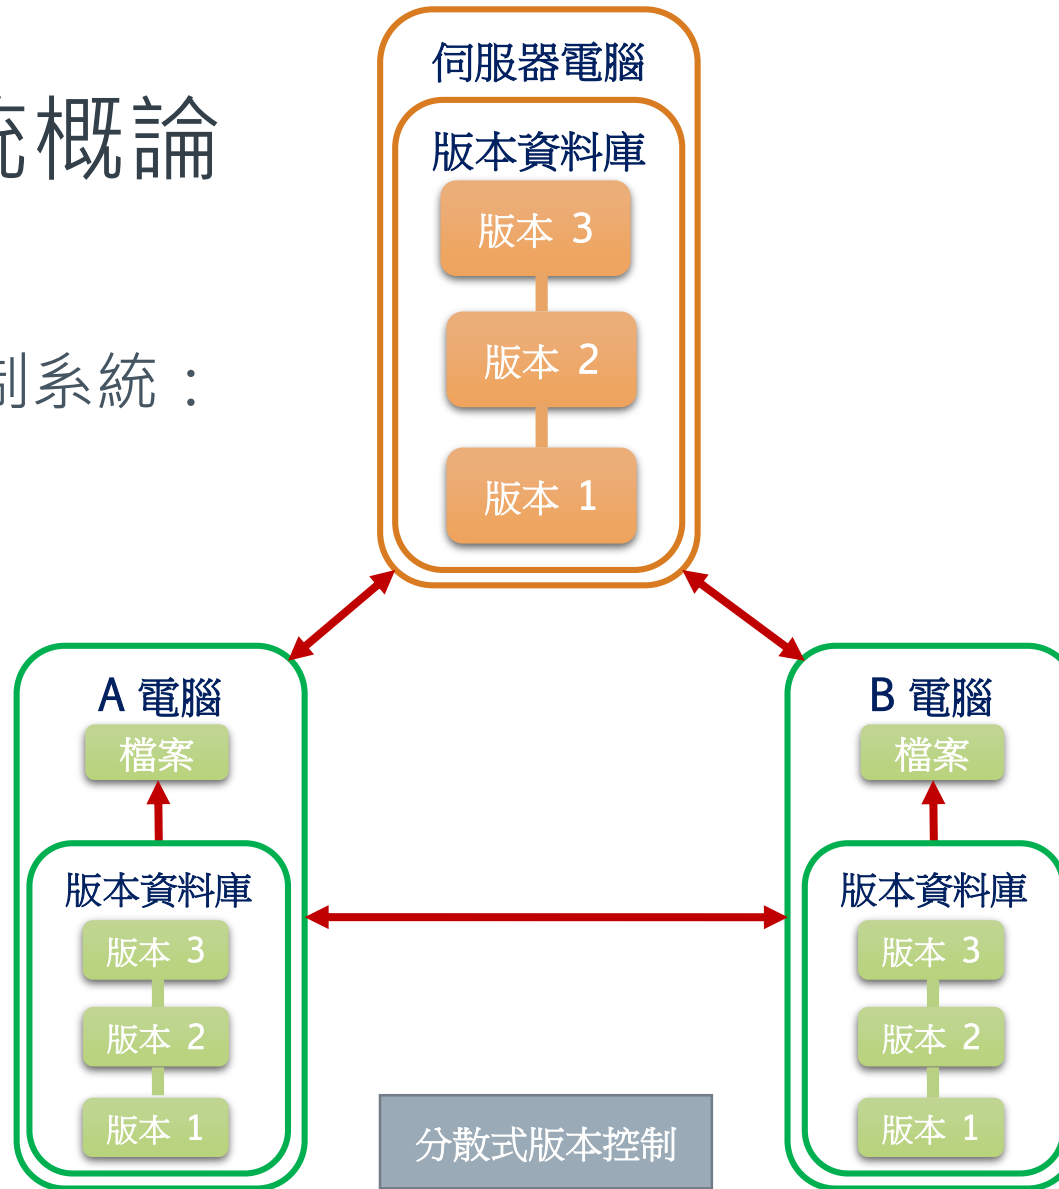 統概論
制系統：
伺服器電腦
版本資料庫
版本 3
版本 2
版本 1
A 電腦
檔案
版本資料庫
版本 3
版本 2
版本 1
B 電腦
檔案
版本資料庫
版本 3
版本 2
版本 1
分散式版本控制